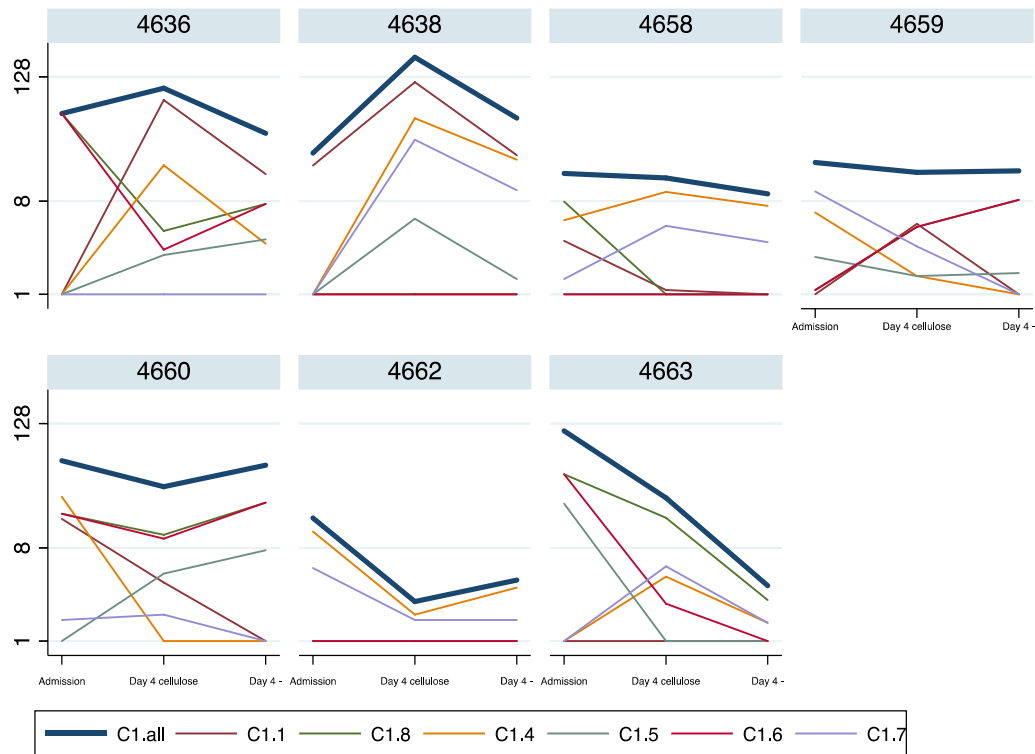 4636 4638 4658 4659
128
8
1
Admission Day 4 cellulose Day 4 -
4660 4662 4663
128
8
1
Admission Day 4 cellulose Day 4 - Admission Day 4 cellulose Day 4 - Admission Day 4 cellulose Day 4 -
C1.all C1.1 C1.8 C1.4 C1.5 C1.6 C1.7